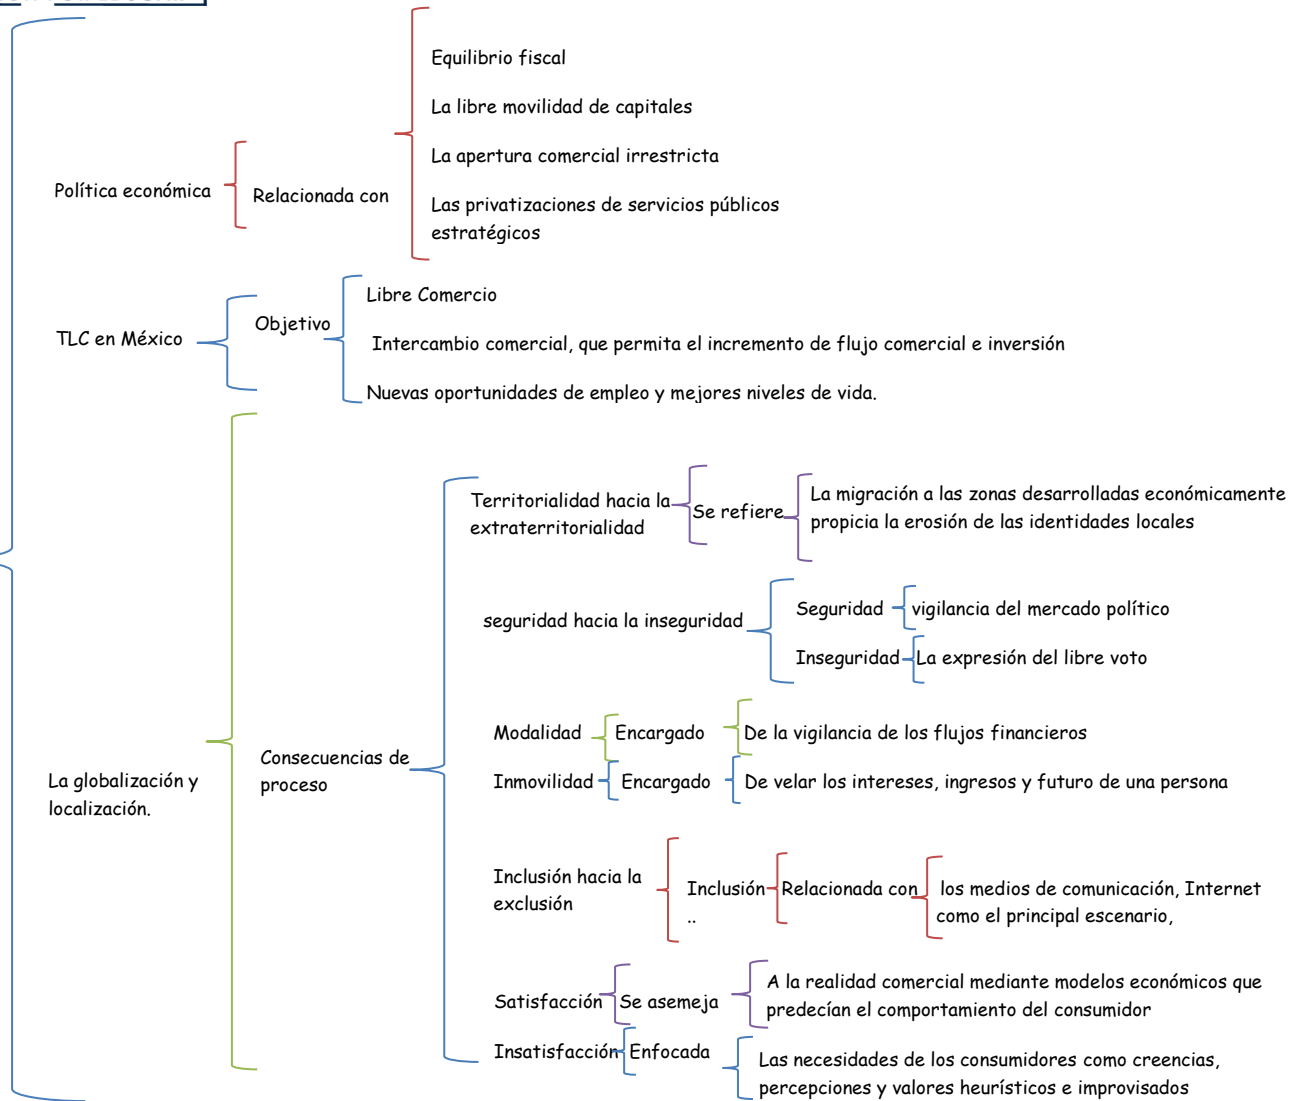 Equilibrio fiscal
La libre movilidad de capitales
La apertura comercial irrestricta
Política económica
Relacionada con
Las privatizaciones de servicios públicos
estratégicos
Libre Comercio
Objetivo
TLC en México
Intercambio comercial, que permita el incremento de flujo comercial e inversión
Nuevas oportunidades de empleo y mejores niveles de vida.
Territorialidad hacia la
extraterritorialidad
Se refiere
La migración a las zonas desarrolladas económicamente
propicia la erosión de las identidades locales
seguridad hacia la inseguridad
Seguridad
vigilancia del mercado político
Inseguridad
La expresión del libre voto
Modalidad
Encargado
De la vigilancia de los flujos financieros
Consecuencias de
proceso
La globalización y
localización.
Inmovilidad
Encargado
De velar los intereses, ingresos y futuro de una persona
Inclusión hacia la
exclusión
Inclusión
..
Relacionada con
los medios de comunicación, Internet
como el principal escenario,
Satisfacción
Se asemeja
A la realidad comercial mediante modelos económicos que
predecían el comportamiento del consumidor
Insatisfacción
Enfocada
Las necesidades de los consumidores como creencias,
percepciones y valores heurísticos e improvisados